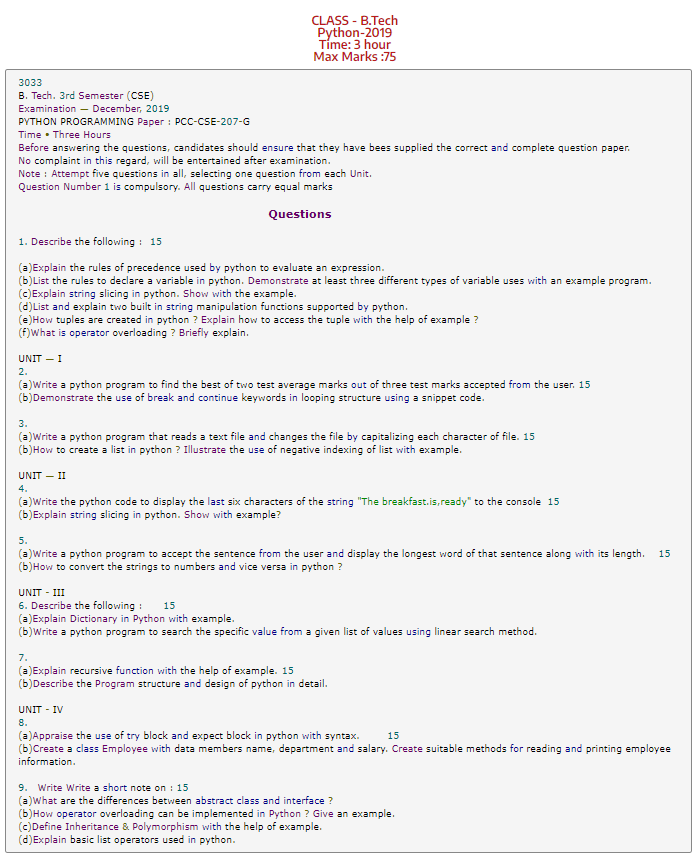 CLASS - B.Tech
Python-2019
Time: 3 hour
Max Marks :75
3033
B. Tech. 3rd Semester (CSE)
Examination — December, 2019
PYTHON PROGRAMMING Paper : PCC-CSE-207-G
Time • Three Hours
Before answering the questions, candidates should ensure that they have bees supplied the correct and complete question paper.
No complaint in this regard, will be entertained after examination.
Note : Attempt five questions in all, selecting one question from each Unit.
Question Number 1 is compulsory. All questions carry equal marks
Questions
1. Describe the following : 15
(a)Explain the rules of precedence used by python to evaluate an expression.
(b)List the rules to declare a variable in python. Demonstrate at least three different types of variable uses with an example program.
(c)Explain string slicing in python. Show with the example.
(d)List and explain two built in string manipulation functions supported by python.
(e)How tuples are created in python ? Explain how to access the tuple with the help of example ?
(f)What is operator overloading ? Briefly explain.
UNIT — I
2.
(a)Write a python program to find the best of two test average marks out of three test marks accepted from the user. 15
(b)Demonstrate the use of break and continue keywords in looping structure using a snippet code.
3.
(a)Write a python program that reads a text file and changes the file by capitalizing each character of file. 15
(b)How to create a list in python ? Illustrate the use of negative indexing of list with example.
UNIT — II
4.
(a)Write the python code to display the last six characters of the string "The breakfast.is,ready" to the console 15
(b)Explain string slicing in python. Show with example?
5.
(a)Write a python program to accept the sentence from the user and display the longest word of that sentence along with its length. 15
(b)How to convert the strings to numbers and vice versa in python ?
UNIT - III
6. Describe the following : 15
(a)Explain Dictionary in Python with example.
(b)Write a python program to search the specific value from a given list of values using linear search method.
7.
(a)Explain recursive function with the help of example. 15
(b)Describe the Program structure and design of python in detail.
UNIT - IV
8.
(a)Appraise the use of try block and expect block in python with syntax. 15
(b)Create a class Employee with data members name, department and salary. Create suitable methods for reading and printing employee
information.
9. Write Write a short note on : 15
(a)What are the differences between abstract class and interface ?
(b)How operator overloading can be implemented in Python ? Give an example.
(c)Define Inheritance & Polymorphism with the help of example.
(d)Explain basic list operators used in python.